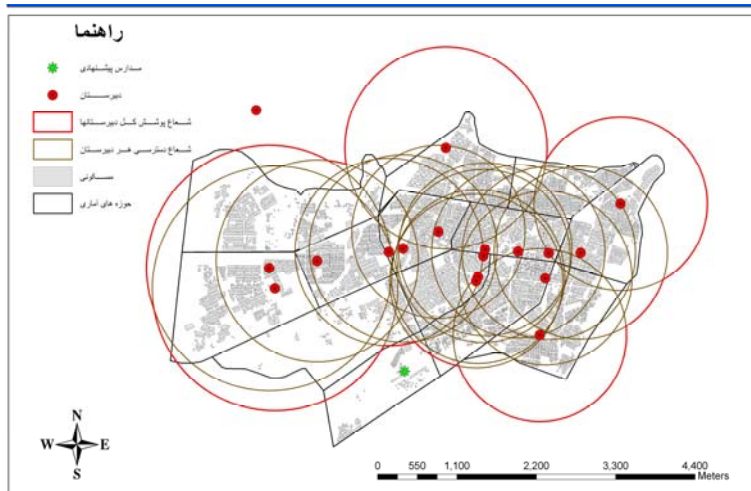 راهنما
مدارس پیشنهادی
دبیرستان
شعاع پوشش کل دبیرستانها
شعاع دسترسی هر دبیرستان
مسکونی
حوزه های آماری
N
W E
S
0 550 1,100 2,200 3,300 4,400
Meters